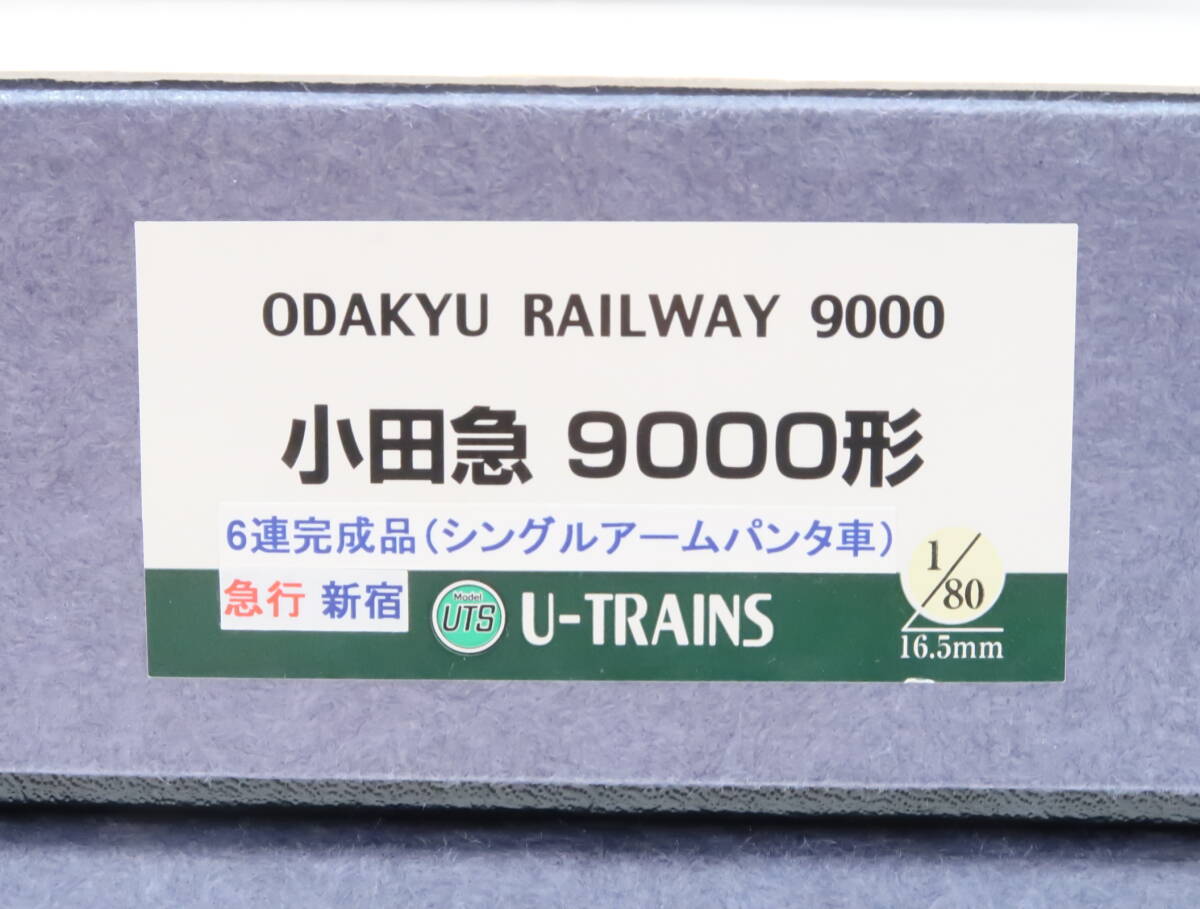 ODAKYU RAILWAY 9000
小田急 9000形
6連完成品(シングルアームパンタ車)
急行 新宿
Model
UTS
U-TRAINS
1/80
16.5mm